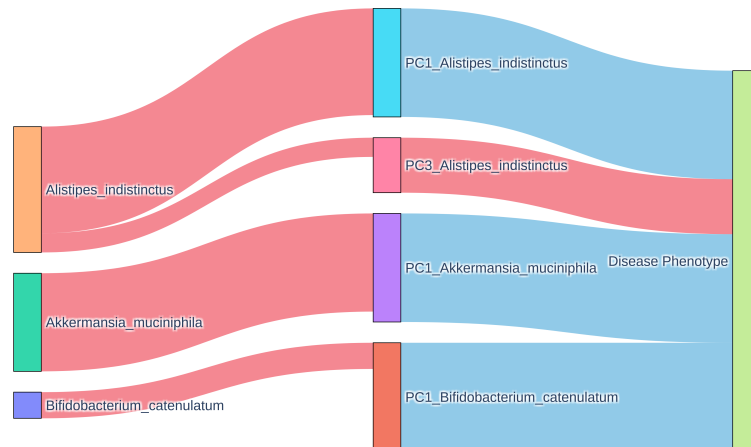 PC1_Alistipes_indistinctus
PC3_Alistipes_indistinctus
Alistipes_indistinctus
Disease Phenotype
PC1_Akkermansia_muciniphila
Akkermansia_muciniphila
PC1_Bifidobacterium_catenulatum
Bifidobacterium_catenulatum